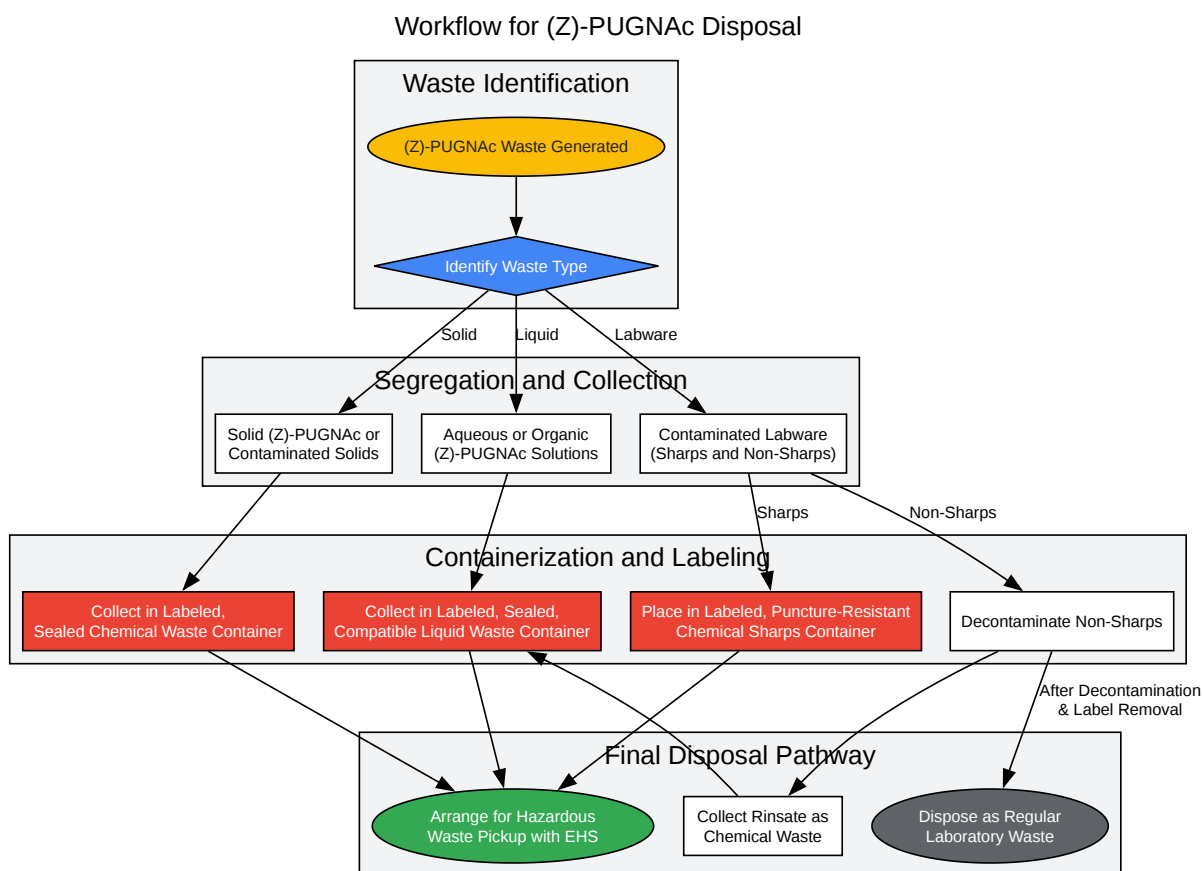 Workflow for (Z)-PUGNAc Disposal
Waste Identification
(Z)-PUGNAc Waste Generated
Identify Waste Type
Solid
Liquid
Labware
Segregation and Collection
Solid (Z)-PUGNAc or
Contaminated Solids
Aqueous or Organic
(Z)-PUGNAc Solutions
Contaminated Labware
(Sharps and Non-Sharps)
Sharps
Non-Sharps
Containerization and Labeling
Collect in Labeled,
Sealed Chemical Waste Container
Collect in Labeled, Sealed,
Compatible Liquid Waste Container
Place in Labeled, Puncture-Resistant
Chemical Sharps Container
Decontaminate Non-Sharps
After Decontamination
& Label Removal
Final Disposal Pathway
Arrange for Hazardous
Waste Pickup with EHS
Collect Rinsate as
Chemical Waste
Dispose as Regular
Laboratory Waste